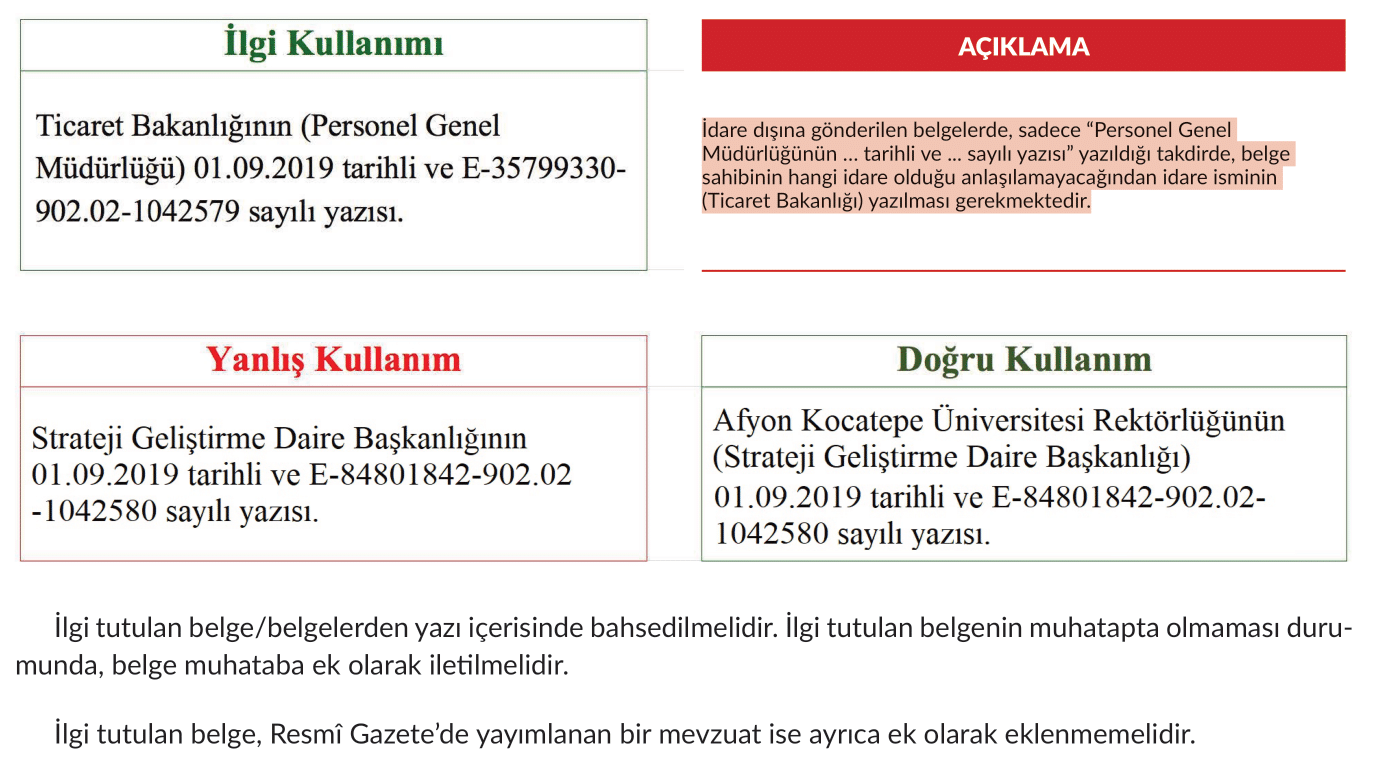 İlgi Kullanımı
Ticaret Bakanlığının (Personel Genel
Müdürlüğü) 01.09.2019 tarihli ve E-35799330-
902.02-1042579 sayılı yazısı.
AÇIKLAMA
İdare dışına gönderilen belgelerde, sadece “Personel Genel
Müdürlüğünün ... tarihli ve ... sayılı yazısı” yazıldığı takdirde, belge
sahibinin hangi idare olduğu anlaşılamayacağından idare isminin
(Ticaret Bakanlığı) yazılması gerekmektedir.
Yanlış Kullanım
Strateji Geliştirme Daire Başkanlığının
01.09.2019 tarihli ve E-84801842-902.02
-1042580 sayılı yazısı.
Doğru Kullanım
Afyon Kocatepe Üniversitesi Rektörlüğünün
(Strateji Geliştirme Daire Başkanlığı)
01.09.2019 tarihli ve E-84801842-902.02-
1042580 sayılı yazısı.
İlgi tutulan belge/belgelerden yazı içerisinde bahsedilmelidir. İlgi tutulan belgenin muhatapta olmaması duru-
munda, belge muhataba ek olarak iletilmelidir.
İlgi tutulan belge, Resmî Gazete’de yayımlanan bir mevzuat ise ayrıca ek olarak eklenmemelidir.